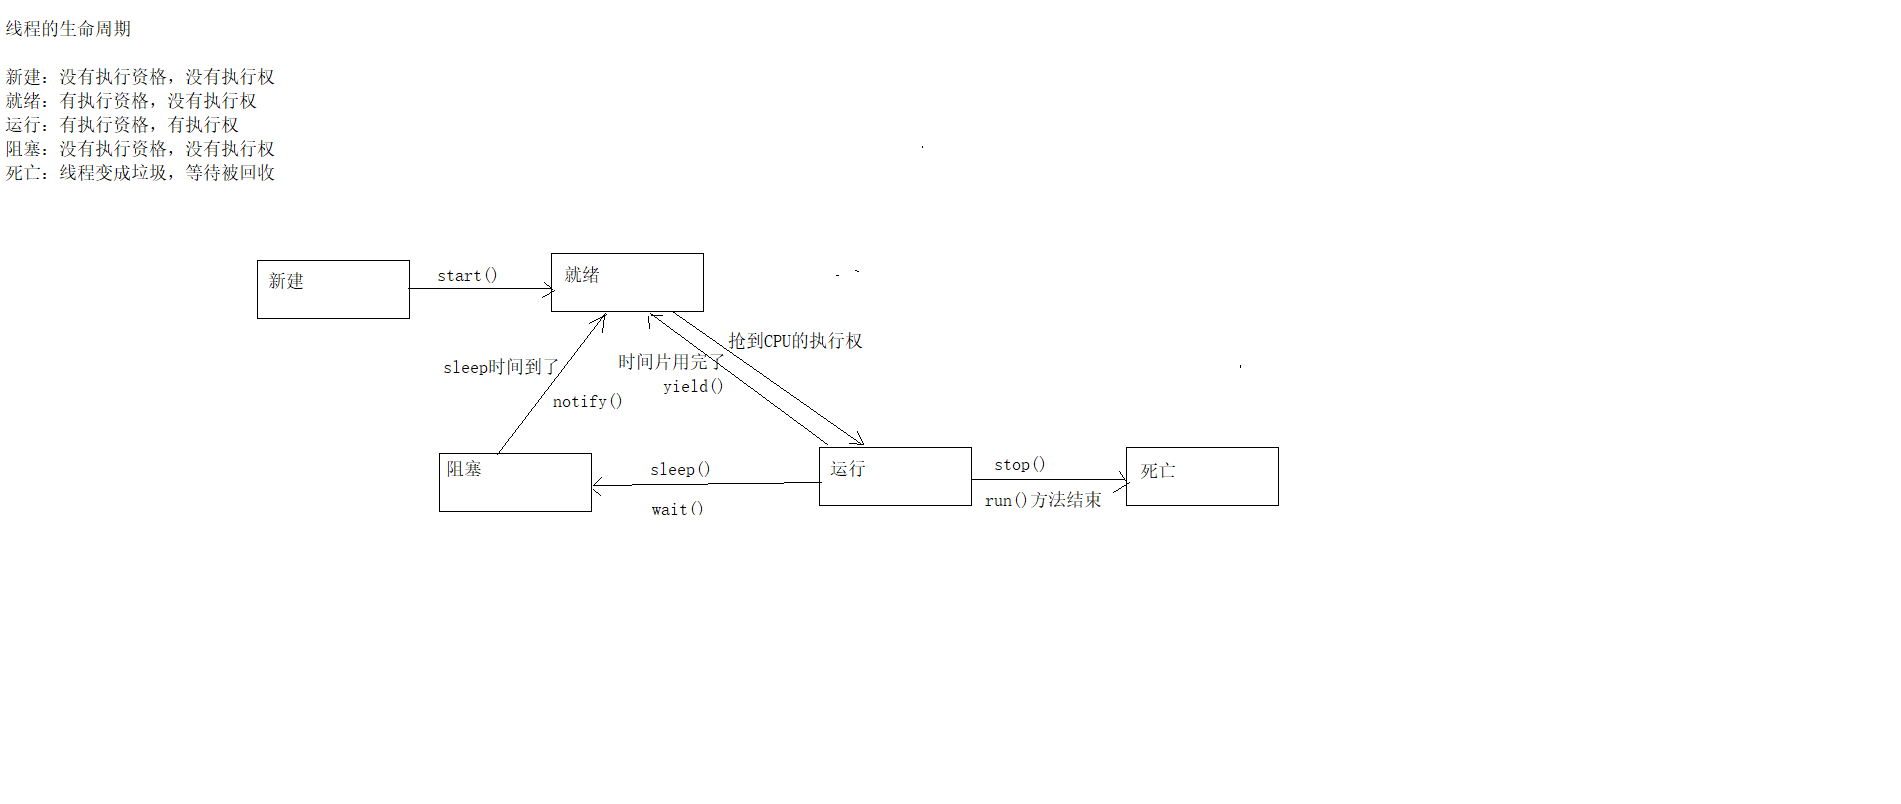 线程的生命周期
新建：没有执行资格，没有执行权
就绪：有执行资格，没有执行权
运行：有执行资格，有执行权
阻塞：没有执行资格，没有执行权
死亡：线程变成垃圾，等待被回收
新建
start()
就绪
抢到CPU的执行权
sleep时间到了
时间片用完了
yield()
notify()
阻塞
sleep()
wait()
运行
stop()
run()方法结束
死亡